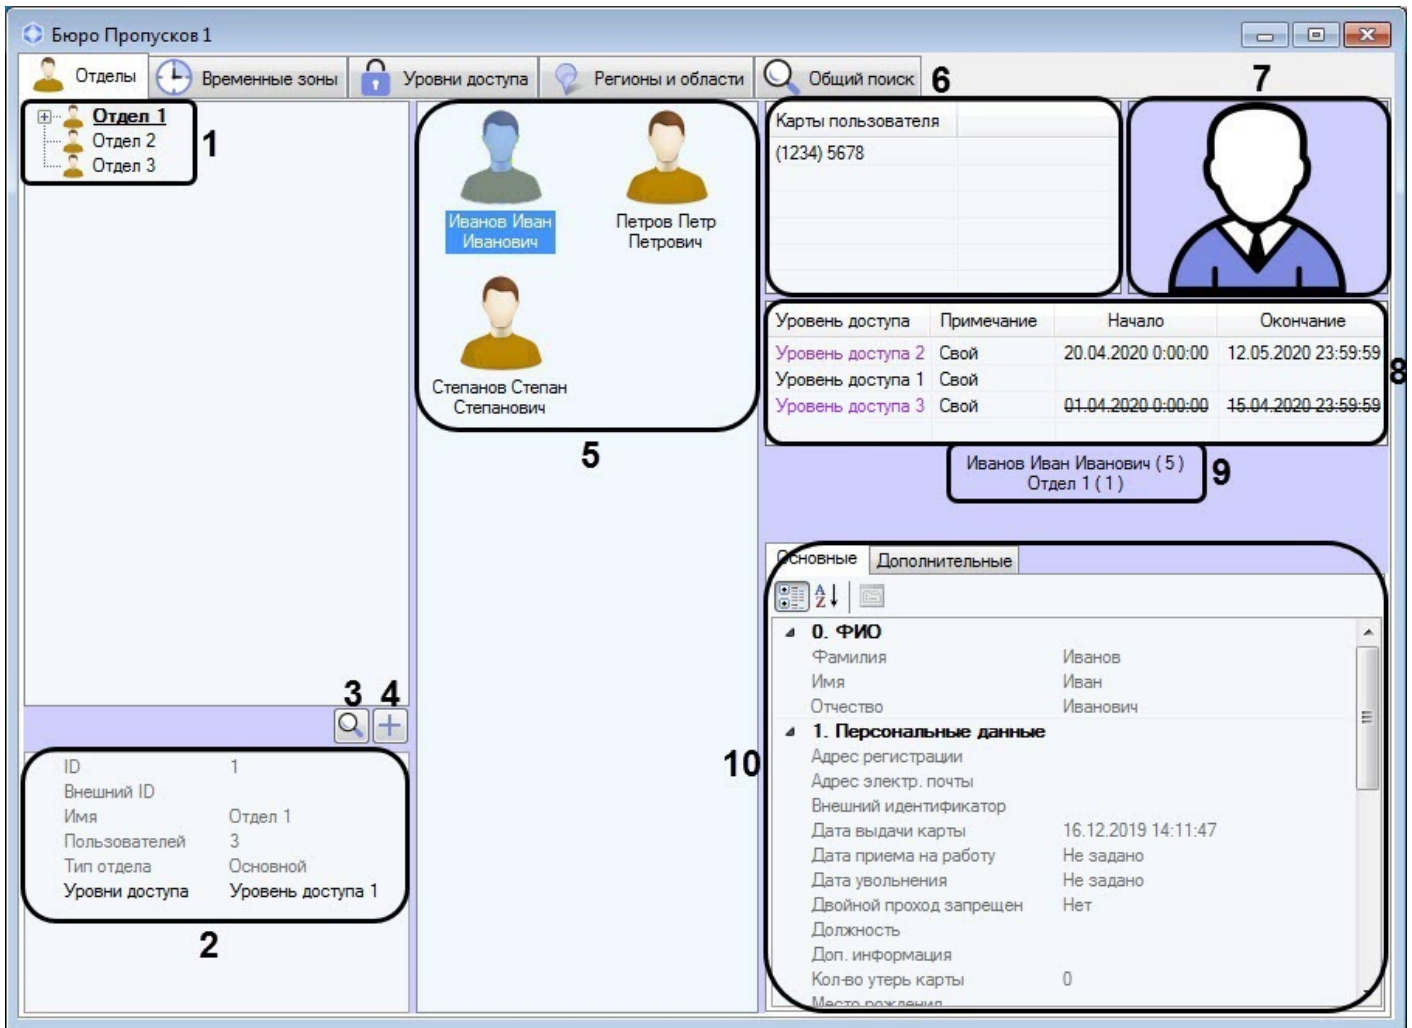 Бюро Пропусков 1
Отделы Временные зоны Уровни доступа Регионы и области Общий поиск 6 7
Отдел 1
Отдел 2
Отдел 3
1
Иванов Иван
Иванович
Петров Петр
Петрович
Степанов Степан
Степанович
5
Карты пользователя
(1234) 5678
Уровень доступа Примечание Начало Окончание
Уровень доступа 2 Свой 20.04.2020 0:00:00 12.05.2020 23:59:59
Уровень доступа 1 Свой
Уровень доступа 3 Свой 01.04.2020 0:00:00 15.04.2020 23:59:59
8
Иванов Иван Иванович ( 5 )
Отдел 1 ( 1 )
9
3 4
ID 1
Внешний ID
Имя Отдел 1
Пользователей 3
Тип отдела Основной
Уровни доступа Уровень доступа 1
2
10
Основные Дополнительные
A
Z
0. ФИО
Фамилия Иванов
Имя Иван
Отчество Иванович
1. Персональные данные
Адрес регистрации
Адрес электр. почты
Внешний идентификатор
Дата выдачи карты 16.12.2019 14:11:47
Дата приема на работу Не задано
Дата увольнения Не задано
Двойной проход запрещен Нет
Должность
Доп. информация
Кол-во утерь карты 0
Место рождения